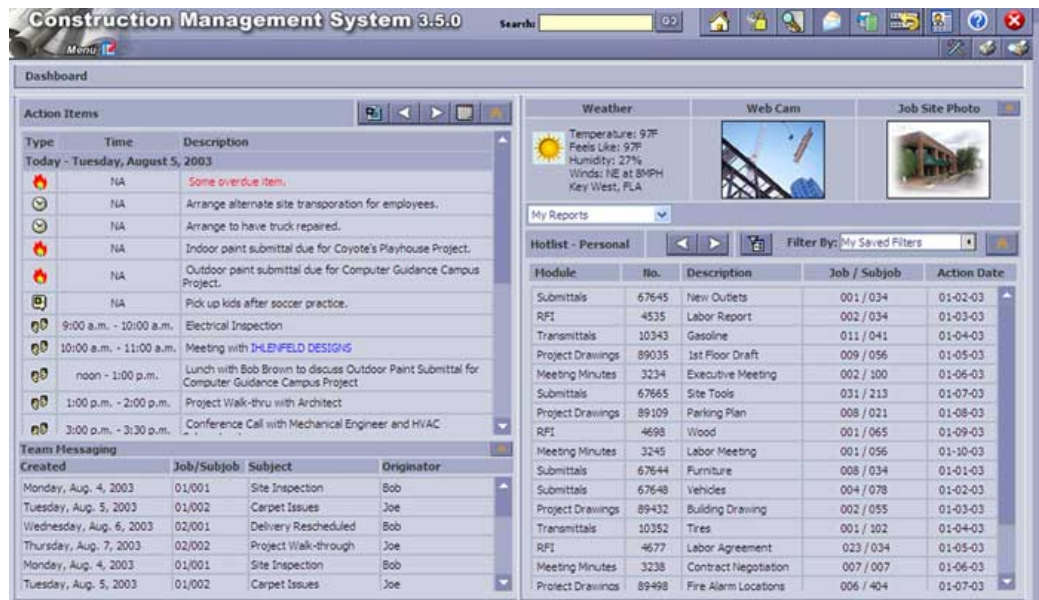 Construction Management System 3.5.0
Search:
GO
Menu
Dashboard
Action Items
Type Time Description
Today - Tuesday, August 5, 2003
NA Some overdue item.
NA Arrange alternate site transporation for employees.
NA Arrange to have truck repaired.
NA Indoor paint submittal due for Coyote's Playhouse Project.
NA Outdoor paint submittal due for Computer Guidance Campus Project.
NA Pick up kids after soccer practice.
9:00 a.m. - 10:00 a.m. Electrical Inspection
10:00 a.m. - 11:00 a.m. Meeting with IHLENFELD DESIGNS
noon - 1:00 p.m. Lunch with Bob Brown to discuss Outdoor Paint Submittal for Computer Guidance Campus Project
1:00 p.m. - 2:00 p.m. Project Walk-thru with Architect
3:00 p.m. - 3:30 p.m. Conference Call with Mechanical Engineer and HVAC
Team Messaging
Created Job/Subjob Subject Originator
Monday, Aug. 4, 2003 01/001 Site Inspection Bob
Tuesday, Aug. 5, 2003 01/002 Carpet Issues Joe
Wednesday, Aug. 6, 2003 02/001 Delivery Rescheduled Bob
Thursday, Aug. 7, 2003 02/002 Project Walk-through Joe
Monday, Aug. 4, 2003 01/001 Site Inspection Bob
Tuesday, Aug. 5, 2003 01/002 Carpet Issues Joe
Weather Web Cam Job Site Photo
Temperature: 97F
Feels Like: 97F
Humidity: 27%
Winds: NE at 8MPH
Key West, FLA
My Reports
Hotlist - Personal Filter By: My Saved Filters
Module No. Description Job / Subjob Action Date
Submittals 67645 New Outlets 001 / 034 01-02-03
RFI 4535 Labor Report 002 / 034 01-03-03
Transmittals 10343 Gasoline 011 / 041 01-04-03
Project Drawings 89035 1st Floor Draft 009 / 056 01-05-03
Meeting Minutes 3234 Executive Meeting 002 / 100 01-06-03
Submittals 67665 Site Tools 031 / 213 01-07-03
Project Drawings 89109 Parking Plan 008 / 021 01-08-03
RFI 4698 Wood 001 / 065 01-09-03
Meeting Minutes 3245 Labor Meeting 001 / 056 01-10-03
Submittals 67644 Furniture 008 / 034 01-01-03
Submittals 67648 Vehicles 004 / 078 01-02-03
Project Drawings 89432 Building Drawing 002 / 055 01-03-03
Transmittals 10352 Tires 001 / 102 01-04-03
RFI 4677 Labor Agreement 023 / 034 01-05-03
Meeting Minutes 3238 Contract Negotiation 007 / 007 01-06-03
Project Drawings 89498 Fire Alarm Locations 006 / 404 01-07-03